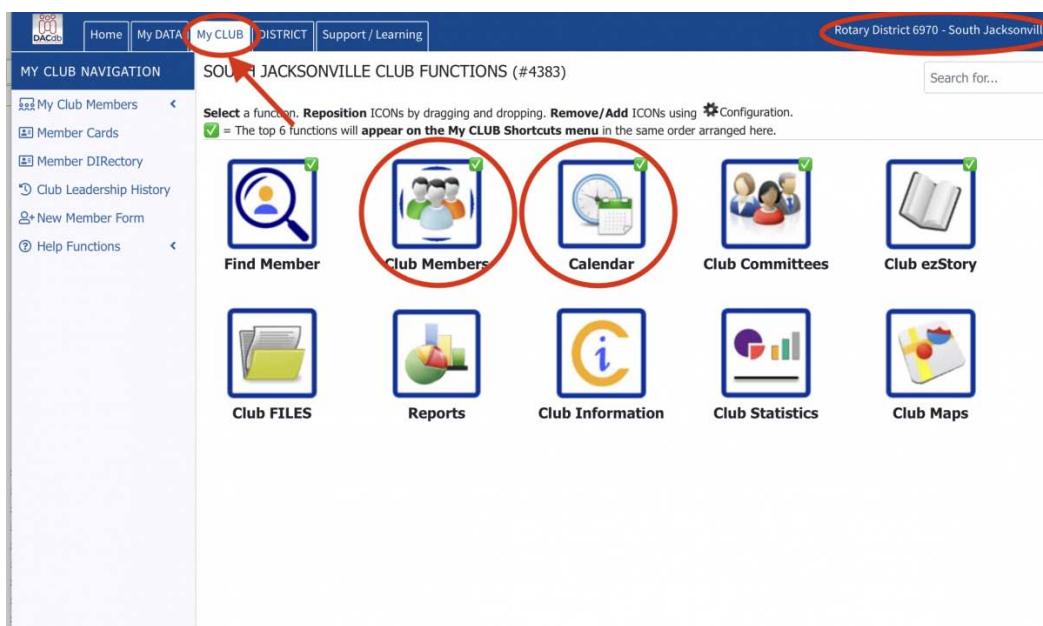 DACdb
Home My DATA My CLUB DISTRICT Support / Learning Rotary District 6970 - South Jacksonvill
MY CLUB NAVIGATION
My Club Members
Member Cards
Member DIRectory
Club Leadership History
New Member Form
Help Functions
SOUTH JACKSONVILLE CLUB FUNCTIONS (#4383)
Search for...
Select a function. Reposition ICONs by dragging and dropping. Remove/Add ICONs using Configuration.
= The top 6 functions will appear on the My CLUB Shortcuts menu in the same order arranged here.
Find Member Club Members Calendar Club Committees Club ezStory
Club FILES Reports Club Information Club Statistics Club Maps